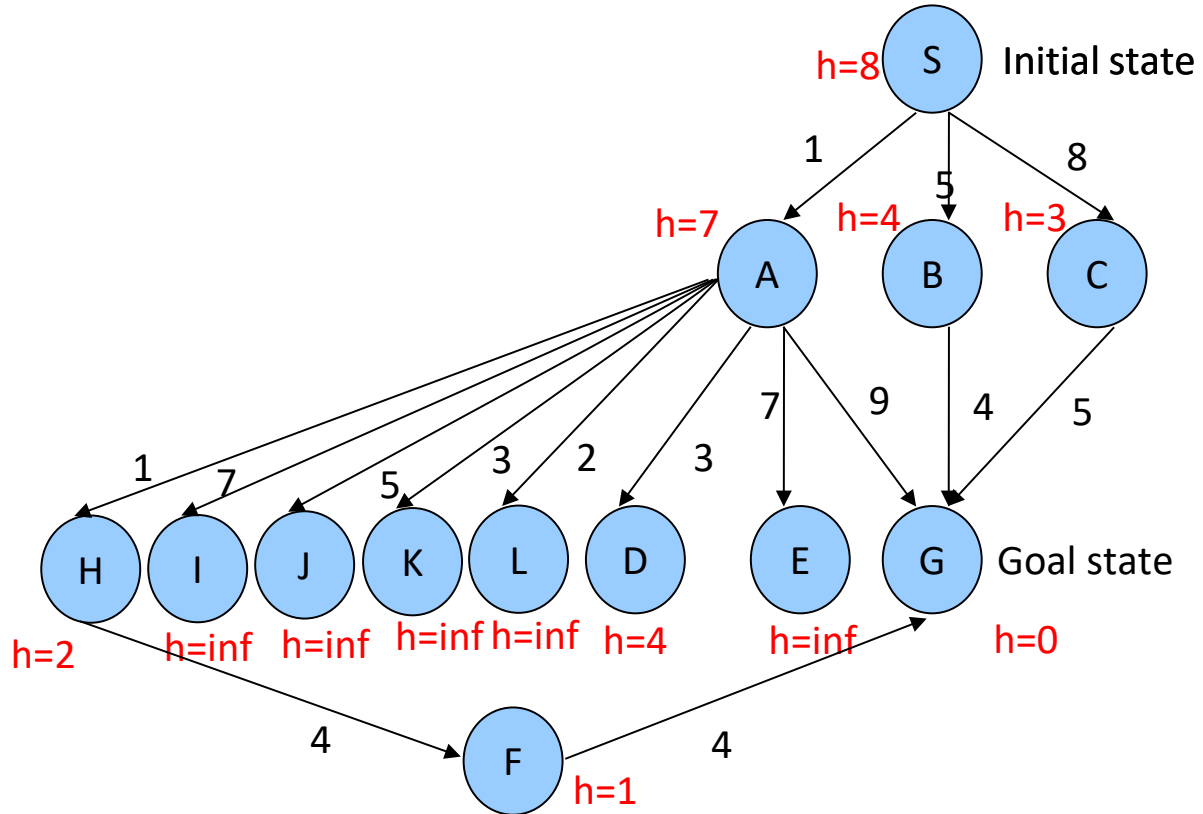 S
Initial state
h=8
1
5
8
h=7
h=4
h=3
A
B
C
1
7
5
3
2
3
7
9
4
5
H
I
J
K
L
D
E
G
Goal state
h=2
h=inf
h=inf
h=inf
h=inf
h=4
h=inf
h=0
4
F
4
h=1